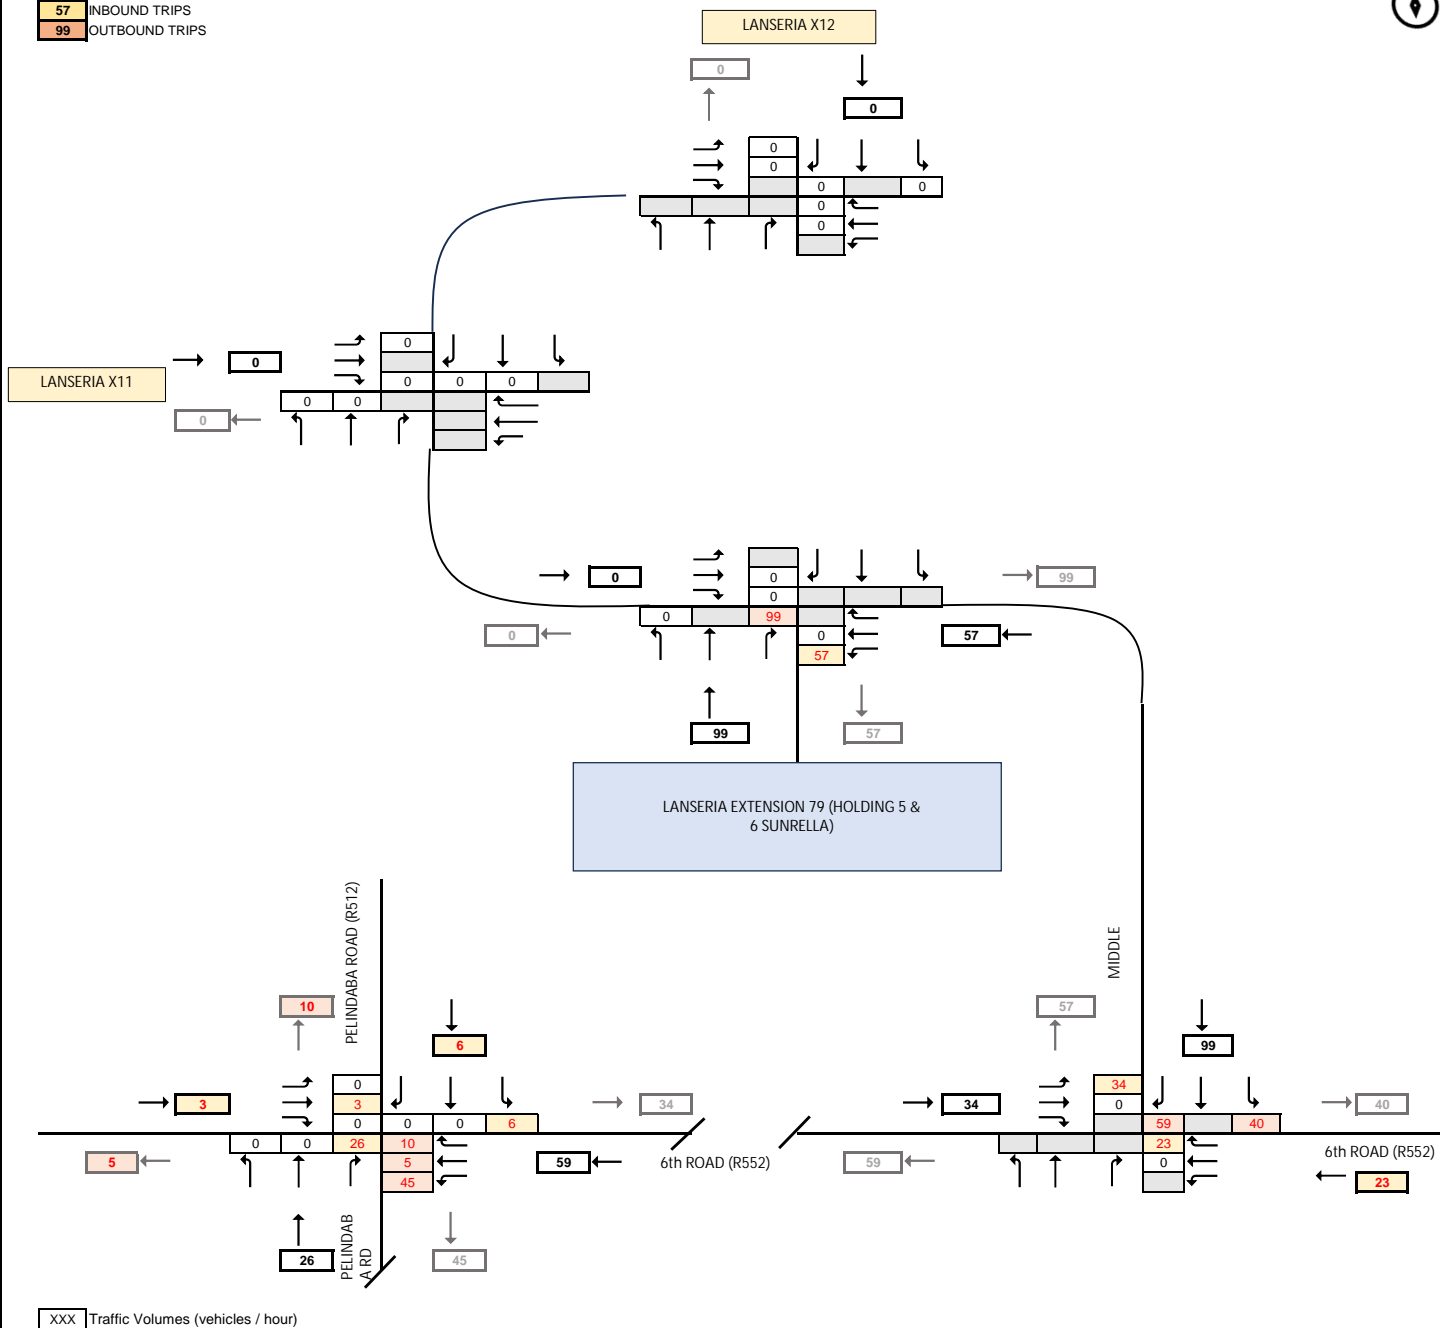 57 INBOUND TRIPS
99 OUTBOUND TRIPS
LANSERIA X12
0
0
0
0
0 0
0
0
LANSERIA X11
0
0
0
0 0 0
0 0
0
0
0
99
0
0 99
0
0
57
57
99
57
LANSERIA EXTENSION 79 (HOLDING 5 &
6 SUNRELLA)
PELINDABA ROAD (R512)
MIDDLE
10
6
57
99
3
0
3
0 0 0 6
34
34
34
0
59 40
40
0 0 26 10
5
45
5
59
6th ROAD (R552)
59
23
0
6th ROAD (R552)
23
26
PELINDAB
A RD
45
XXX Traffic Volumes (vehicles / hour)